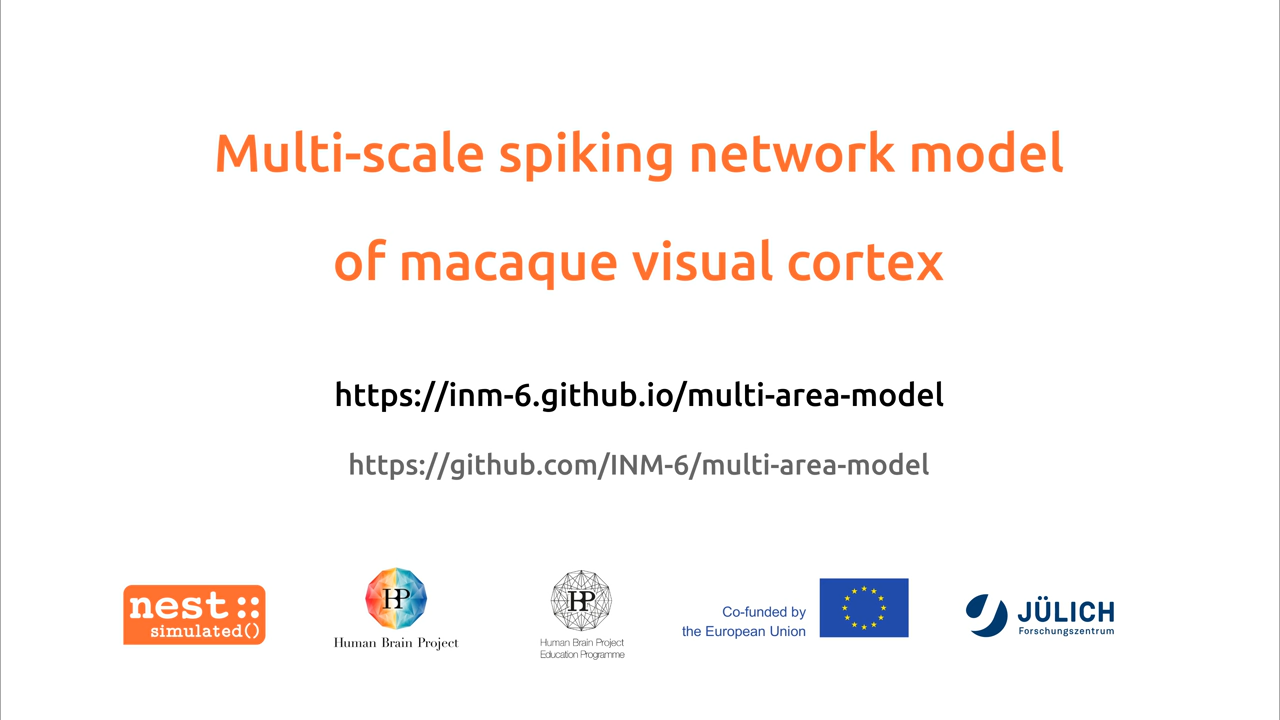 Multi-scale spiking network model
of macaque visual cortex
https://inm-6.github.io/multi-area-model
https://github.com/INM-6/multi-area-model
nest::
simulated()
HP
Human Brain Project
HP
Human Brain Project
Education Programme
Co-funded by
the European Union
JÜLICH
Forschungszentrum